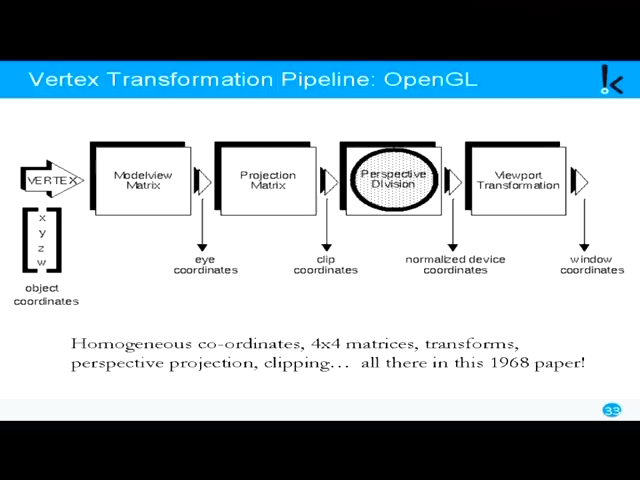 Vertex Transformation Pipeline: OpenGL
VERTEX
Modelview
Matrix
Projection
Matrix
Perspective
Division
Viewport
Transformation
x
y
z
w
object
coordinates
eye
coordinates
clip
coordinates
normalized device
coordinates
window
coordinates
Homogeneous co-ordinates, 4x4 matrices, transforms,
perspective projection, clipping… all there in this 1968 paper!
33